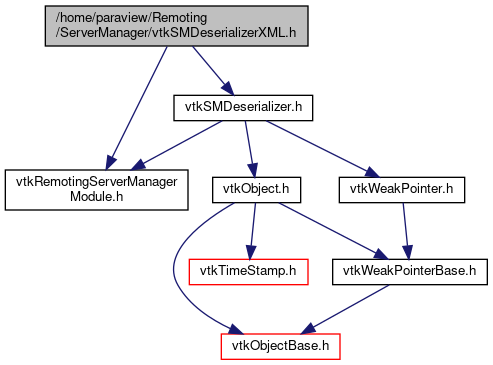 /home/paraview/Remoting
/ServerManager/vtkSMDeserializerXML.h
vtkSMDeserializer.h
vtkRemotingServerManager
Module.h
vtkObject.h
vtkWeakPointer.h
vtkTimeStamp.h
vtkWeakPointerBase.h
vtkObjectBase.h